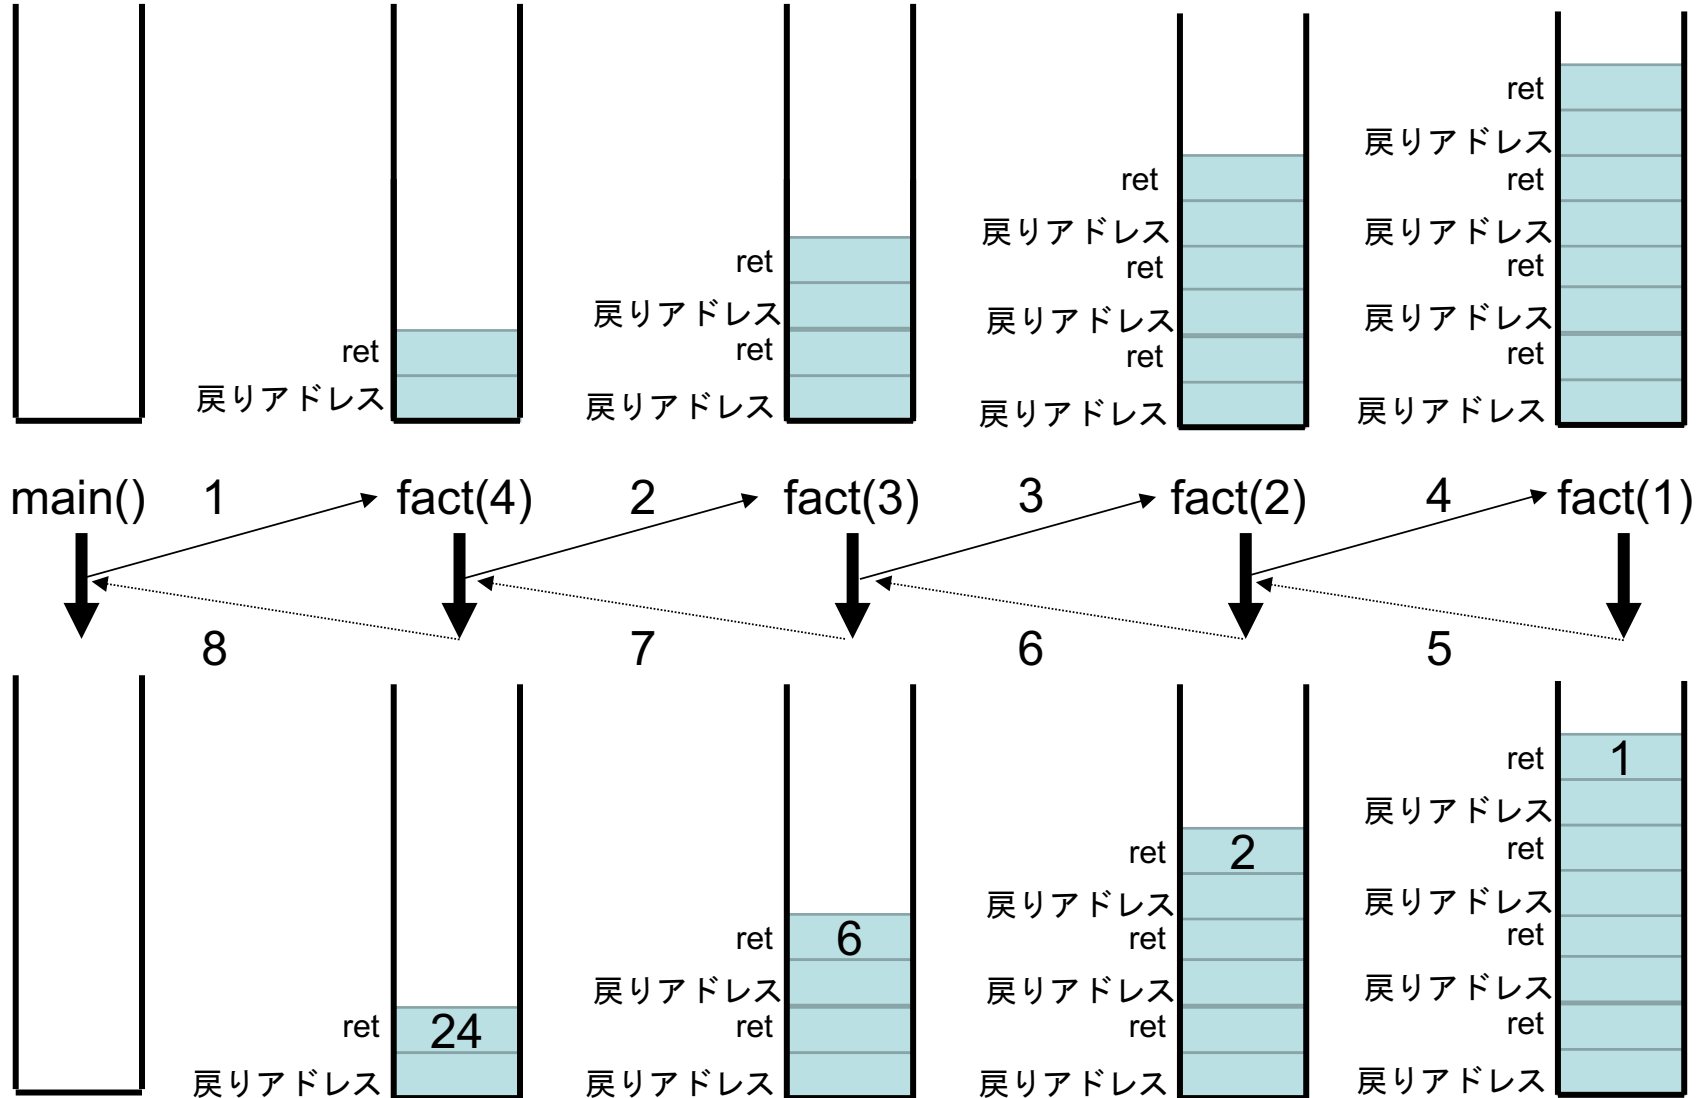 ret
戻りアドレス
ret
戻りアドレス
ret
戻りアドレス
ret
戻りアドレス
ret
戻りアドレス
ret
戻りアドレス
ret
戻りアドレス
ret
戻りアドレス
ret
戻りアドレス
ret
戻りアドレス
main() 1 fact(4) 2 fact(3) 3 fact(2) 4 fact(1)
8 7 6 5
ret 24
戻りアドレス
ret 6
戻りアドレス
ret
戻りアドレス
ret 2
戻りアドレス
ret
戻りアドレス
ret
戻りアドレス
ret 1
戻りアドレス
ret
戻りアドレス
ret
戻りアドレス
ret
戻りアドレス